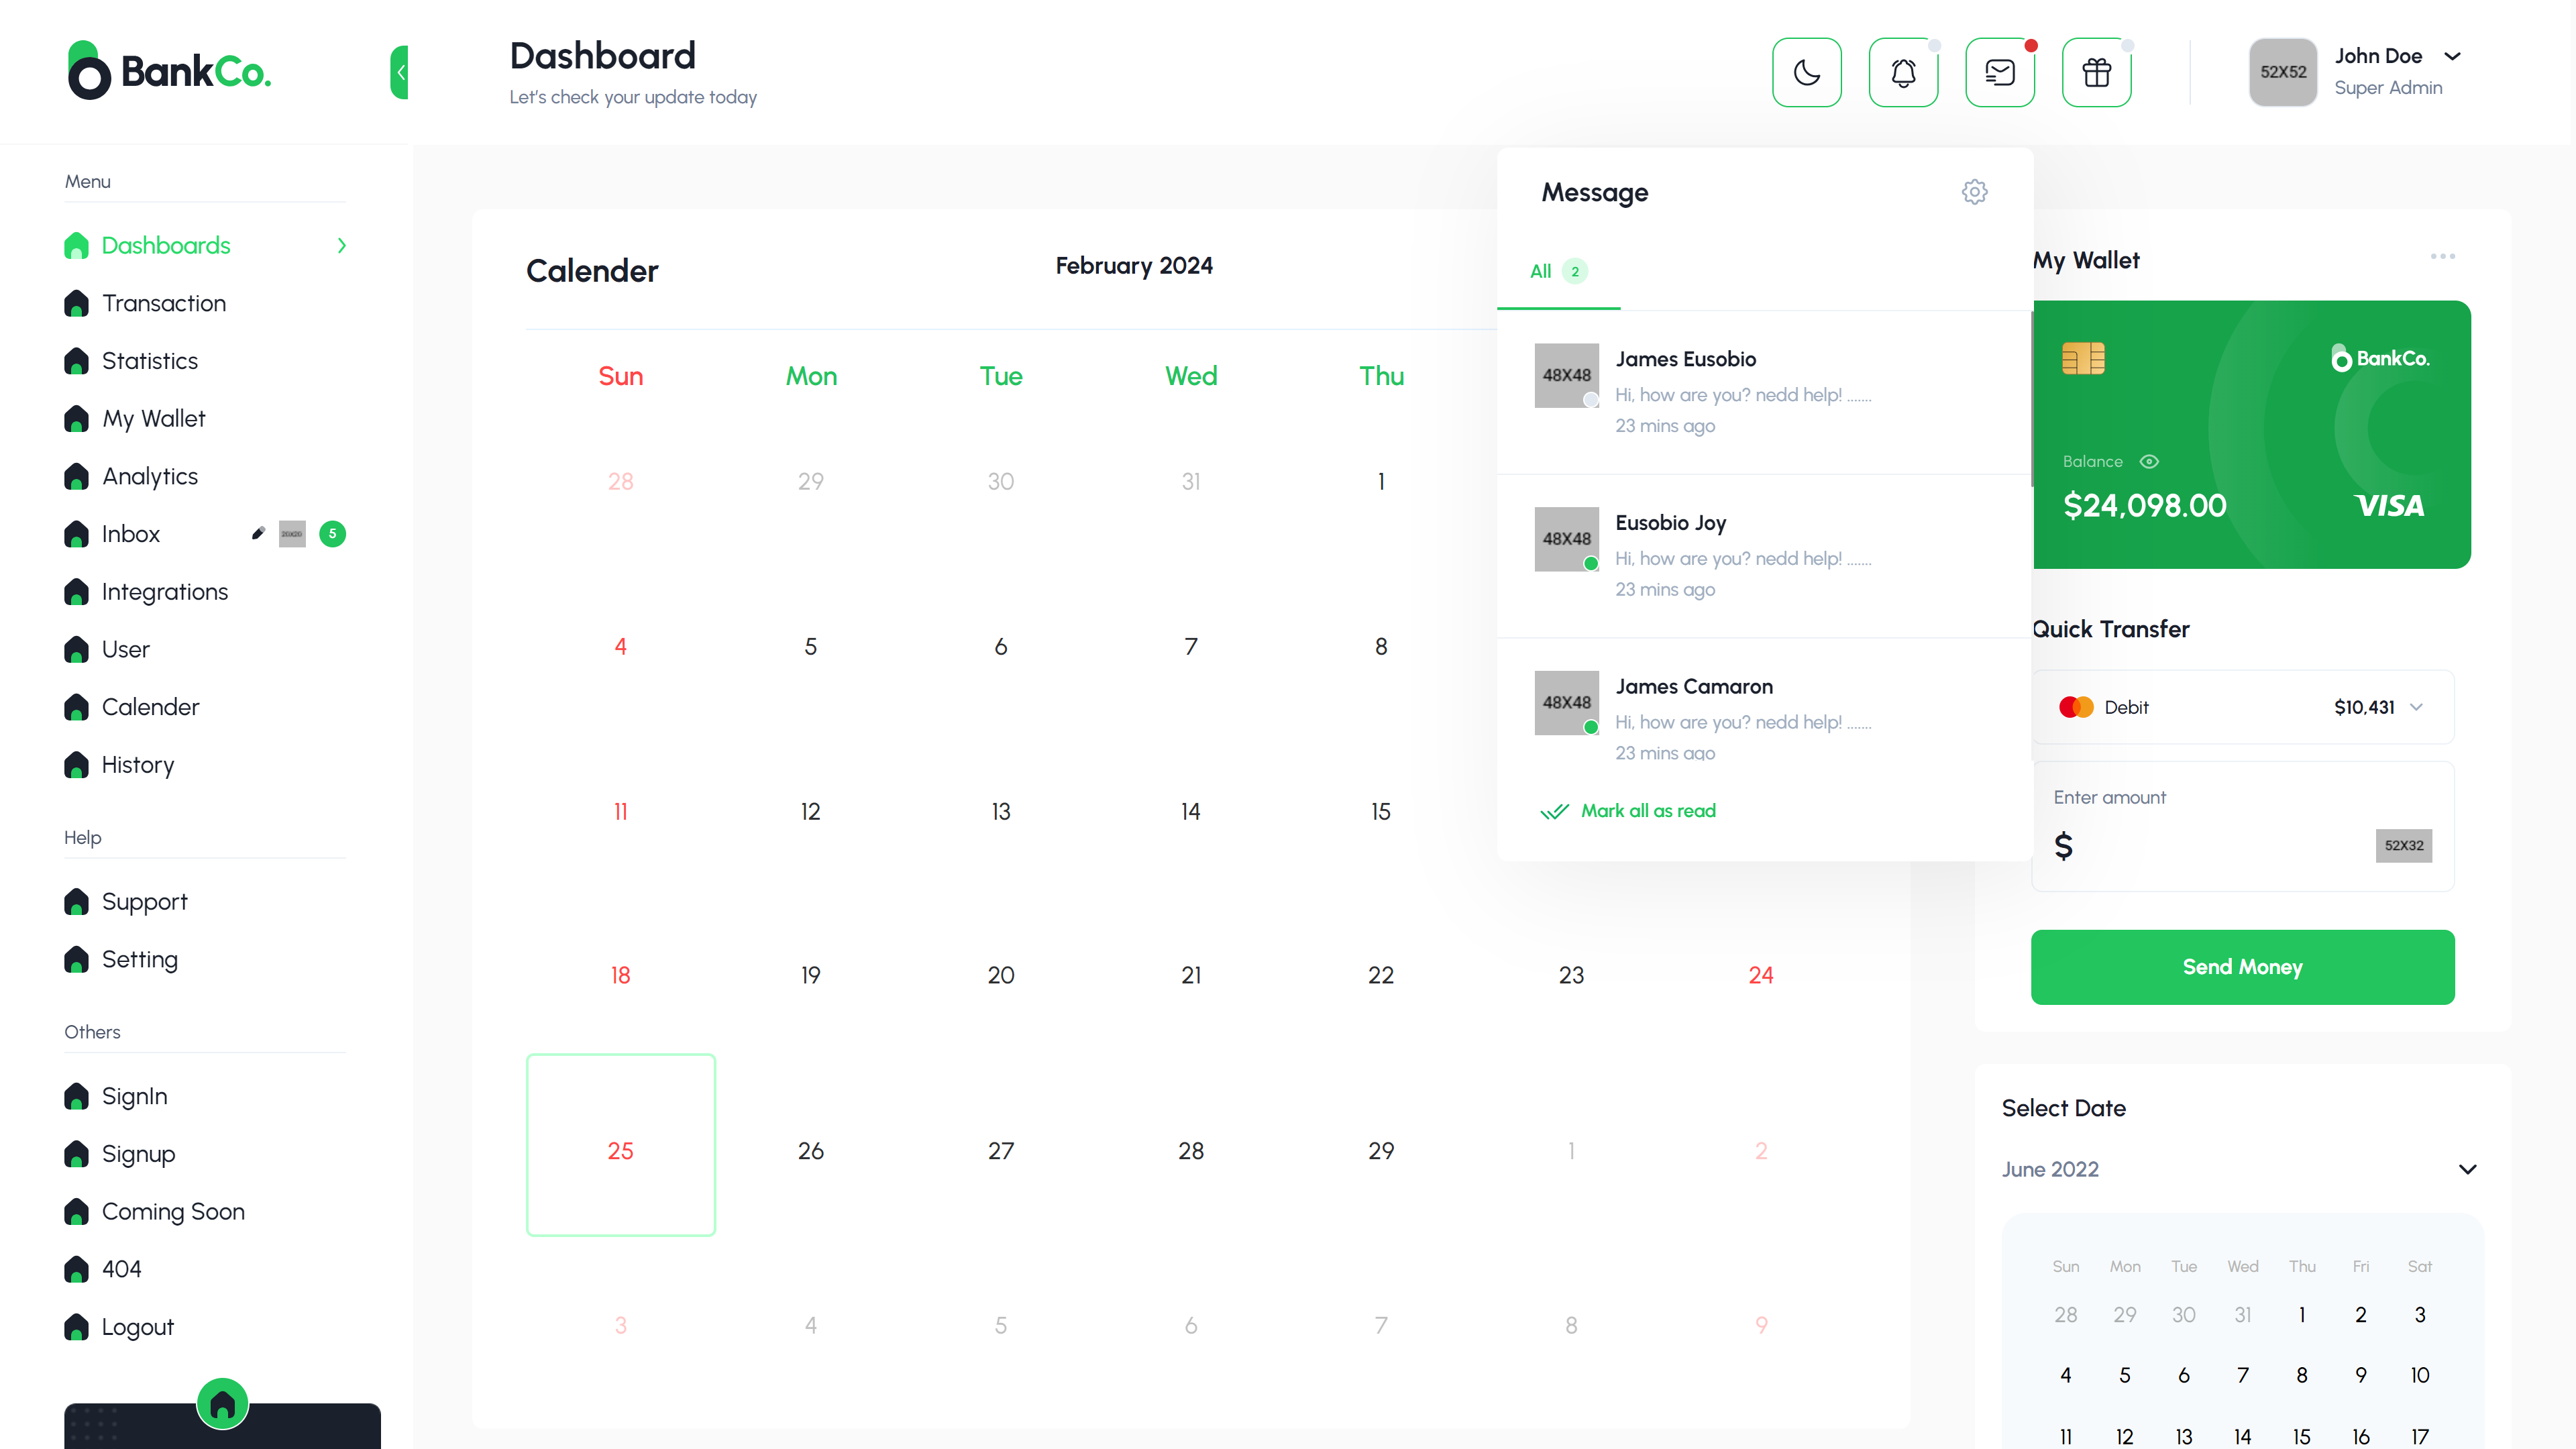 BankCo.
Dashboard
Let's check your update today
52X52
John Doe
Super Admin
Menu
Dashboards
Transaction
Statistics
My Wallet
Analytics
Inbox
20X20
5
Integrations
User
Calender
History
Help
Support
Setting
Others
SignIn
Signup
Coming Soon
404
Logout
Calender
February 2024
Sun Mon Tue Wed Thu
28 29 30 31 1
4 5 6 7 8
11 12 13 14 15
18 19 20 21 22 23 24
25 26 27 28 29 1 2
3 4 5 6 7 8 9
Message
All 2
48X48
James Eusobio
Hi, how are you? nedd help! .......
23 mins ago
48X48
Eusobio Joy
Hi, how are you? nedd help! .......
23 mins ago
48X48
James Camaron
Hi, how are you? nedd help! .......
23 mins ago
Mark all as read
My Wallet
BankCo.
Balance
$24,098.00
VISA
Quick Transfer
Debit $10,431
Enter amount
$
52X32
Send Money
Select Date
June 2022
Sun Mon Tue Wed Thu Fri Sat
28 29 30 31 1 2 3
4 5 6 7 8 9 10
11 12 13 14 15 16 17